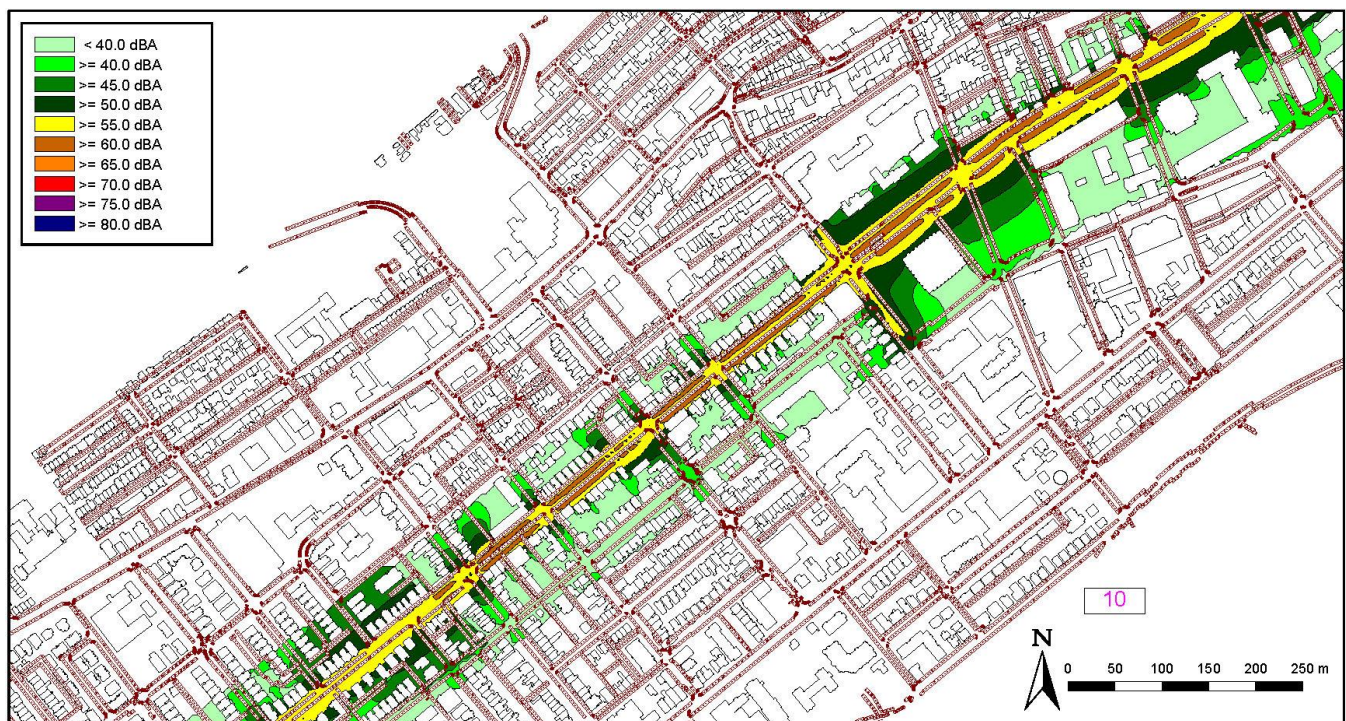 < 40.0 dBA
>= 40.0 dBA
>= 45.0 dBA
>= 50.0 dBA
>= 55.0 dBA
>= 60.0 dBA
>= 65.0 dBA
>= 70.0 dBA
>= 75.0 dBA
>= 80.0 dBA
10
N
0 50 100 150 200 250 m